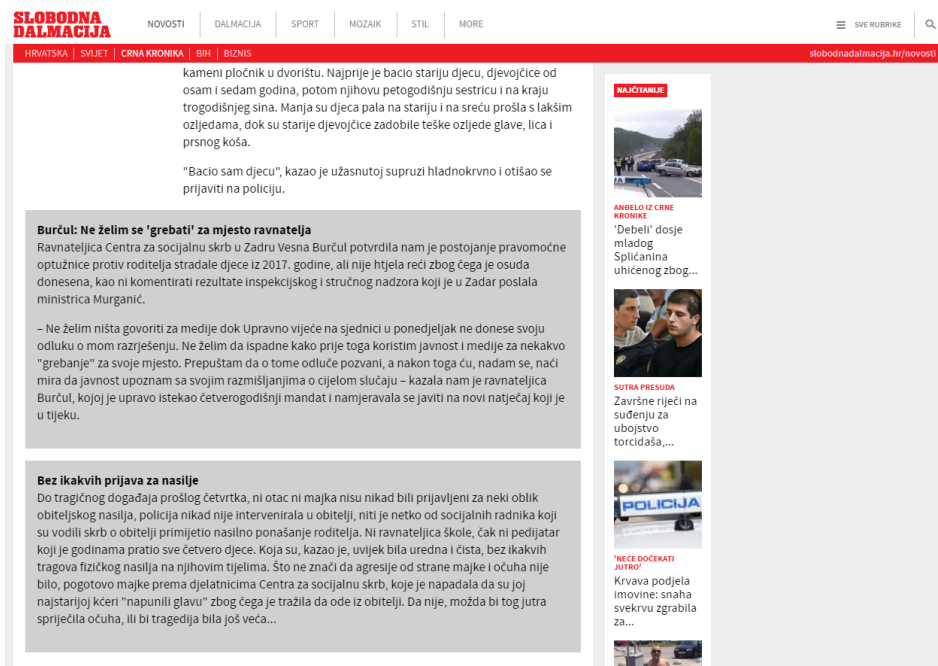 SLOBODNA
DALMACIJA
NOVOSTI
DALMACIJA
SPORT
MOZAIK
STIL
MORE
SVE RUBRIKE
HRVATSKA
SVIJET
CRNA KRONIKA
BIH
BIZNIS
slobodnadalmacija.hr/novosti
kameni pločnik u dvorištu. Najprije je bacio stariju djecu, djevojčice od
osam i sedam godina, potom njihovu petogodišnju sestricu i na kraju
trogodišnjeg sina. Manja su djeca pala na stariju i na sreću prošla s lakšim
ozljedama, dok su starije djevojčice zadobile teške ozljede glave, lica i
prsnog koša.
"Bacio sam djecu", kazao je užasnutoj supruzi hladnokrvno i otišao se
prijaviti na policiju.
Burčul: Ne želim se 'grebati' za mjesto ravnatelja
Ravnateljica Centra za socijalnu skrb u Zadru Vesna Burčul potvrdila nam je postojanje pravomoćne
optužnice protiv roditelja stradale djece iz 2017. godine, ali nije htjela reći zbog čega je osuda
donesena, kao ni komentirati rezultate inspekcijskog i stručnog nadzora koji je u Zadar poslala
ministrica Murganić.
– Ne želim ništa govoriti za medije dok Upravno vijeće na sjednici u ponedjeljak ne donese svoju
odluku o mom razrješenju. Ne želim da ispadne kako prije toga koristim javnost i medije za nekakvo
"grebanje" za svoje mjesto. Prepuštam da o tome odluče pozvani, a nakon toga ću, nadam se, naći
mira da javnost upoznam sa svojim razmišljanjima o cijelom slučaju – kazala nam je ravnateljica
Burčul, kojoj je upravo istekao četverogodišnji mandat i namjeravala se javiti na novi natječaj koji je
u tijeku.
Bez ikakvih prijava za nasilje
Do tragičnog događaja prošlog četvrtka, ni otac ni majka nisu nikad bili prijavljeni za neki oblik
obiteljskog nasilja, policija nikad nije intervenirala u obitelji, niti je netko od socijalnih radnika koji
su vodili skrb o obitelji primijetio nasilno ponašanje roditelja. Ni ravnateljica škole, čak ni pedijatar
koji je godinama pratio sve četvero djece. Koja su, kazao je, uvijek bila uredna i čista, bez ikakvih
tragova fizičkog nasilja na njihovim tijelima. Što ne znači da agresije od strane majke i očuha nije
bilo, pogotovo majke prema djelatnicima Centra za socijalnu skrb, koje je napadala da su joj
najstarijoj kćeri "napunili glavu" zbog čega je tražila da ode iz obitelji. Da nije, možda bi tog jutra
spriječila očuha, ili bi tragedija bila još veća...
NAJČITANIJE
ANĐELO IZ CRNE
KRONIKE
'Debeli' dosje
mladog
Splićanina
uhićenog zbog...
SUTRA PRESUDA
Završne riječi na
suđenju za
ubojstvo
torcidaša,...
POLICIJA
'NEĆE DOČEKATI
JUTRO'
Krvava podjela
imovine: snaha
svekrvu zgrabila
za...